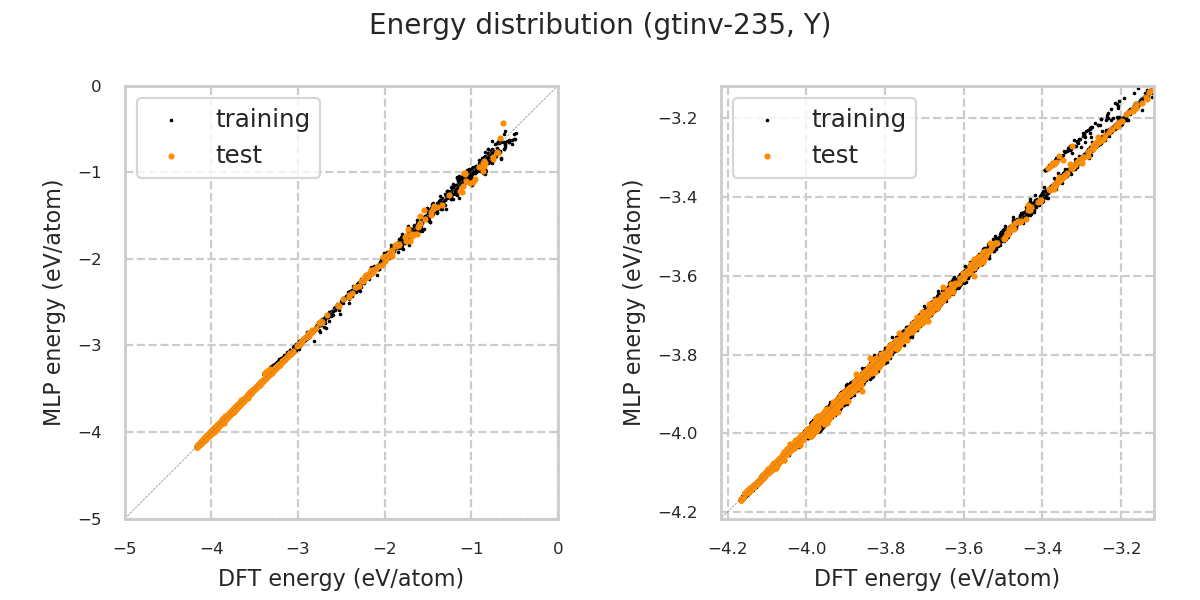 Energy distribution (gtinv-235, Y)
0
−1
−2
−3
−4
−5
MLP energy (eV/atom)
training
test
−5 −4 −3 −2 −1 0
DFT energy (eV/atom)
−3.2
−3.4
−3.6
−3.8
−4.0
−4.2
MLP energy (eV/atom)
training
test
−4.2 −4.0 −3.8 −3.6 −3.4 −3.2
DFT energy (eV/atom)